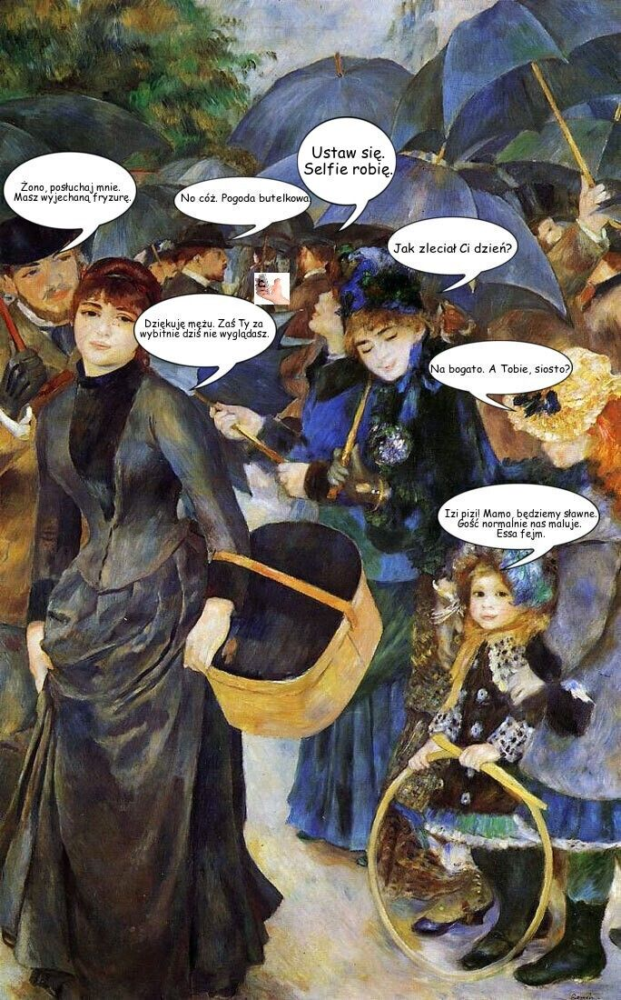 Ustaw się.
Selfie robię.
Żono, posłuchaj mnie.
Masz wyjechaną fryzurę.
No cóż. Pogoda butelkowa.
Jak zleciał Ci dzień?
Dziękuję mężu. Zaś Ty za
wybitnie dziś nie wyglądasz.
Na bogato. A Tobie, siosto?
Izi pizi! Mamo, będziemy sławne.
Gość normalnie nas maluje.
Essa fejm.
Renoir.